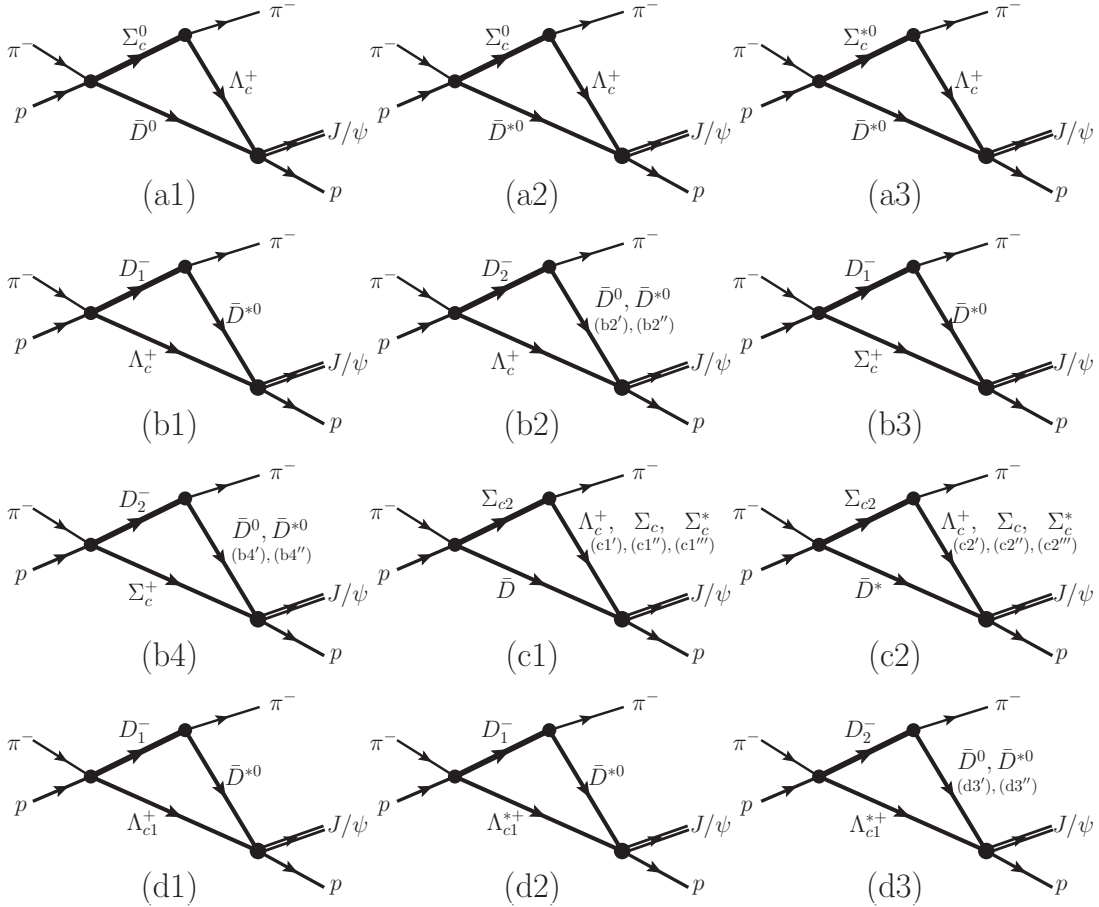 π⁻ Σ_c^0 π⁻ Λ_c^+ p D̄^0 J/ψ p
(a1)
π⁻ Σ_c^0 π⁻ Λ_c^+ p D̄^{*0} J/ψ p
(a2)
π⁻ Σ_c^{*0} π⁻ Λ_c^+ p D̄^{*0} J/ψ p
(a3)
π⁻ D_1^- π⁻ D̄^{*0} p Λ_c^+ J/ψ p
(b1)
π⁻ D_2^- π⁻ D̄^0, D̄^{*0} (b2′), (b2″) p Λ_c^+ J/ψ p
(b2)
π⁻ D_1^- π⁻ D̄^{*0} p Σ_c^+ J/ψ p
(b3)
π⁻ D_2^- π⁻ D̄^0, D̄^{*0} (b4′), (b4″) p Σ_c^+ J/ψ p
(b4)
π⁻ Σ_{c2} π⁻ Λ_c^+, Σ_c, Σ_c^* (c1′), (c1″), (c1‴) p D̄ J/ψ p
(c1)
π⁻ Σ_{c2} π⁻ Λ_c^+, Σ_c, Σ_c^* (c2′), (c2″), (c2‴) p D̄^* J/ψ p
(c2)
π⁻ D_1^- π⁻ D̄^{*0} p Λ_{c1}^+ J/ψ p
(d1)
π⁻ D_1^- π⁻ D̄^{*0} p Λ_{c1}^{*+} J/ψ p
(d2)
π⁻ D_2^- π⁻ D̄^0, D̄^{*0} (d3′), (d3″) p Λ_{c1}^{*+} J/ψ p
(d3)